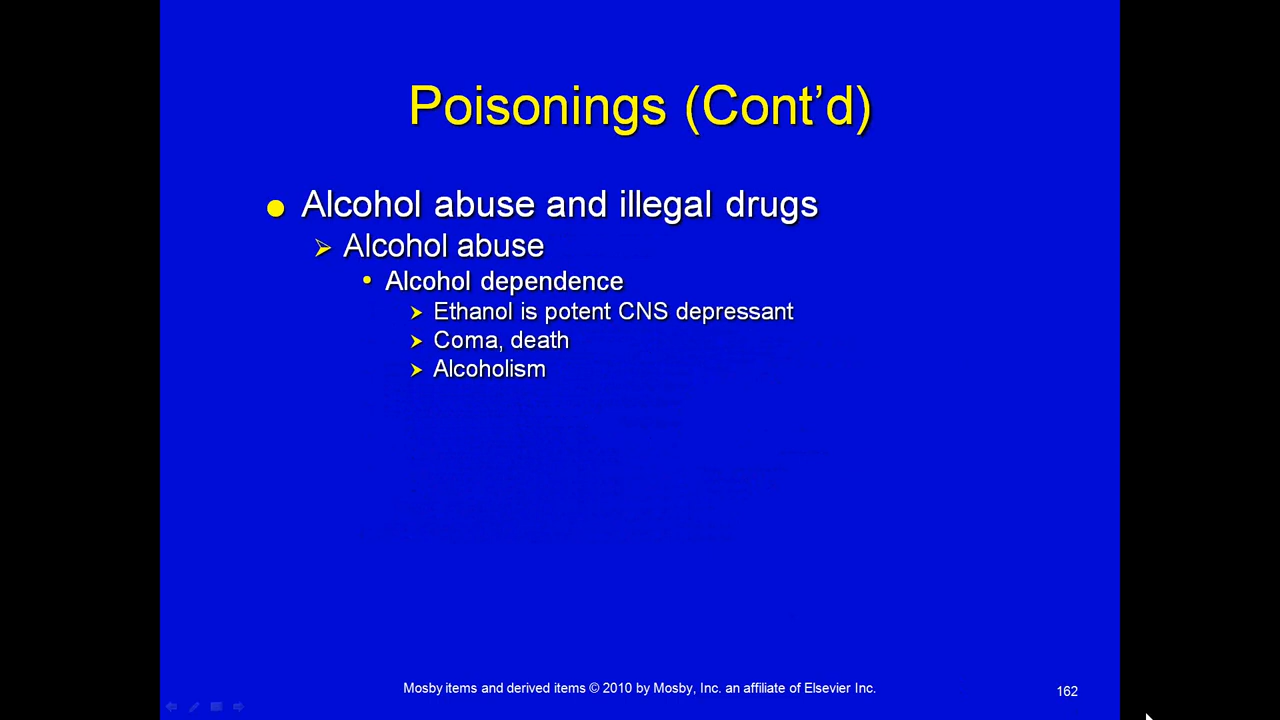 Poisonings (Cont’d)
Alcohol abuse and illegal drugs
Alcohol abuse
Alcohol dependence
Ethanol is potent CNS depressant
Coma, death
Alcoholism
Mosby items and derived items © 2010 by Mosby, Inc. an affiliate of Elsevier Inc.
162